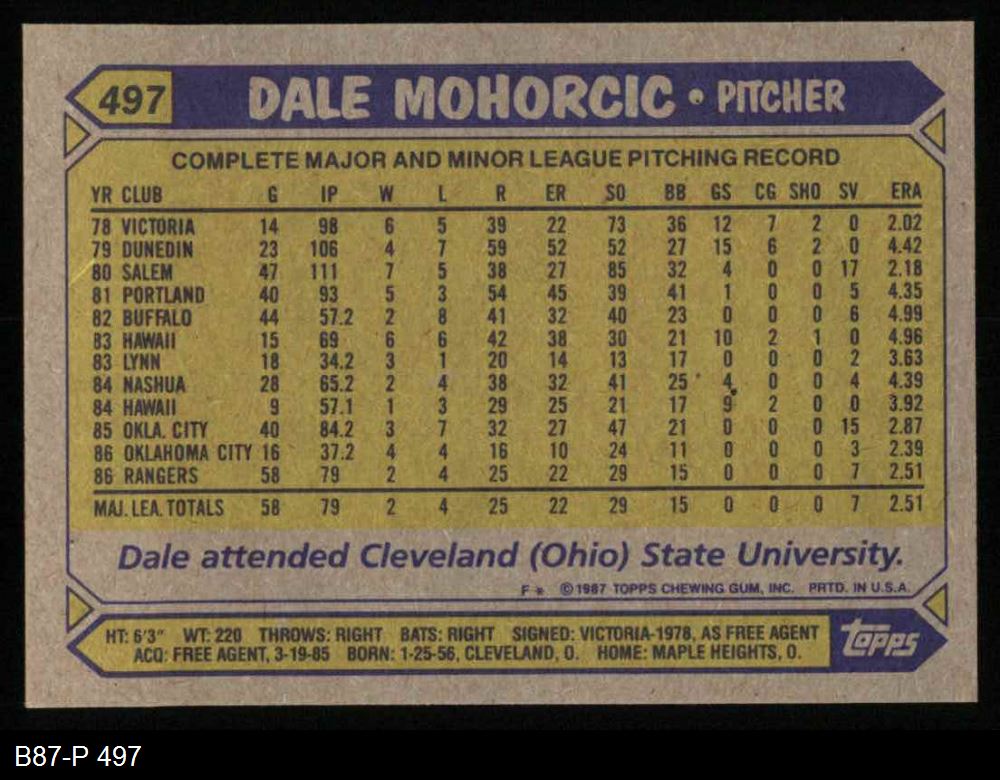 497 DALE MOHORCIC • PITCHER
COMPLETE MAJOR AND MINOR LEAGUE PITCHING RECORD
YR CLUB G IP W L R ER SO BB GS CG SHO SV ERA
78 VICTORIA 14 98 6 5 39 22 73 36 12 7 2 0 2.02
79 DUNEDIN 23 106 4 7 59 52 52 27 15 6 2 0 4.42
80 SALEM 47 111 7 5 38 27 85 32 4 0 0 17 2.18
81 PORTLAND 40 93 5 3 54 45 39 41 1 0 0 5 4.35
82 BUFFALO 44 57.2 2 8 41 32 40 23 0 0 0 6 4.99
83 HAWAII 15 69 6 6 42 38 30 21 10 2 1 0 4.96
83 LYNN 18 34.2 3 1 20 14 13 17 0 0 0 2 3.63
84 NASHUA 28 65.2 2 4 38 32 41 25 4 0 0 4 4.39
84 HAWAII 9 57.1 1 3 29 25 21 17 9 2 0 0 3.92
85 OKLA. CITY 40 84.2 3 7 32 27 47 21 0 0 0 15 2.87
86 OKLAHOMA CITY 16 37.2 4 4 16 10 24 11 0 0 0 3 2.39
86 RANGERS 58 79 2 4 25 22 29 15 0 0 0 7 2.51
MAJ. LEA. TOTALS 58 79 2 4 25 22 29 15 0 0 0 7 2.51
Dale attended Cleveland (Ohio) State University.
F * ©1987 TOPPS CHEWING GUM, INC. PRTD. IN U.S.A.
HT: 6'3" WT: 220 THROWS: RIGHT BATS: RIGHT SIGNED: VICTORIA-1978, AS FREE AGENT
ACQ: FREE AGENT, 3-19-85 BORN: 1-25-56, CLEVELAND, O. HOME: MAPLE HEIGHTS, O.
topps
B87-P 497